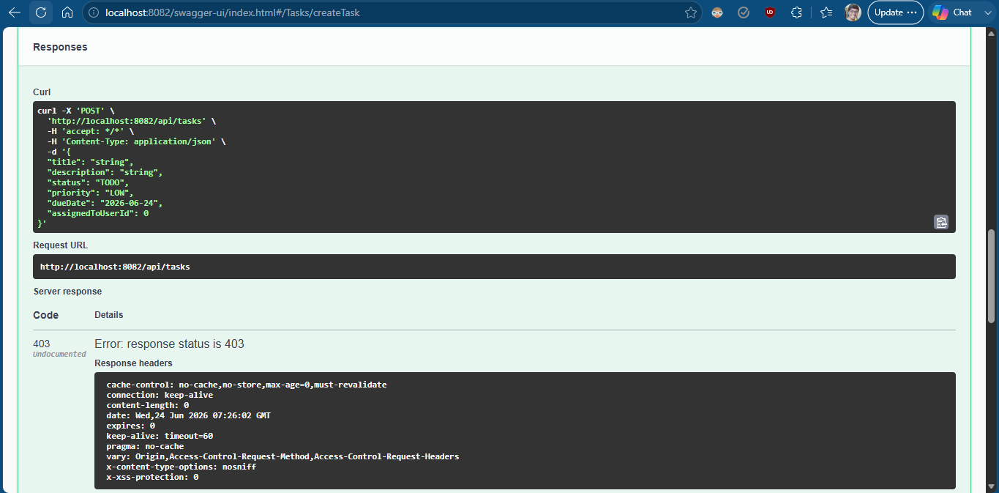 localhost:8082/swagger-ui/index.html#/Tasks/createTask
UD
Update
Chat
Responses
Curl
curl -X 'POST' \
'http://localhost:8082/api/tasks' \
-H 'accept: */*' \
-H 'Content-Type: application/json' \
-d '{
"title": "string",
"description": "string",
"status": "TODO",
"priority": "LOW",
"dueDate": "2026-06-24",
"assignedToUserId": 0
}'
Request URL
http://localhost:8082/api/tasks
Server response
Code Details
403 Error: response status is 403
Undocumented
Response headers
cache-control: no-cache,no-store,max-age=0,must-revalidate
connection: keep-alive
content-length: 0
date: Wed,24 Jun 2026 07:26:02 GMT
expires: 0
keep-alive: timeout=60
pragma: no-cache
vary: Origin,Access-Control-Request-Method,Access-Control-Request-Headers
x-content-type-options: nosniff
x-xss-protection: 0